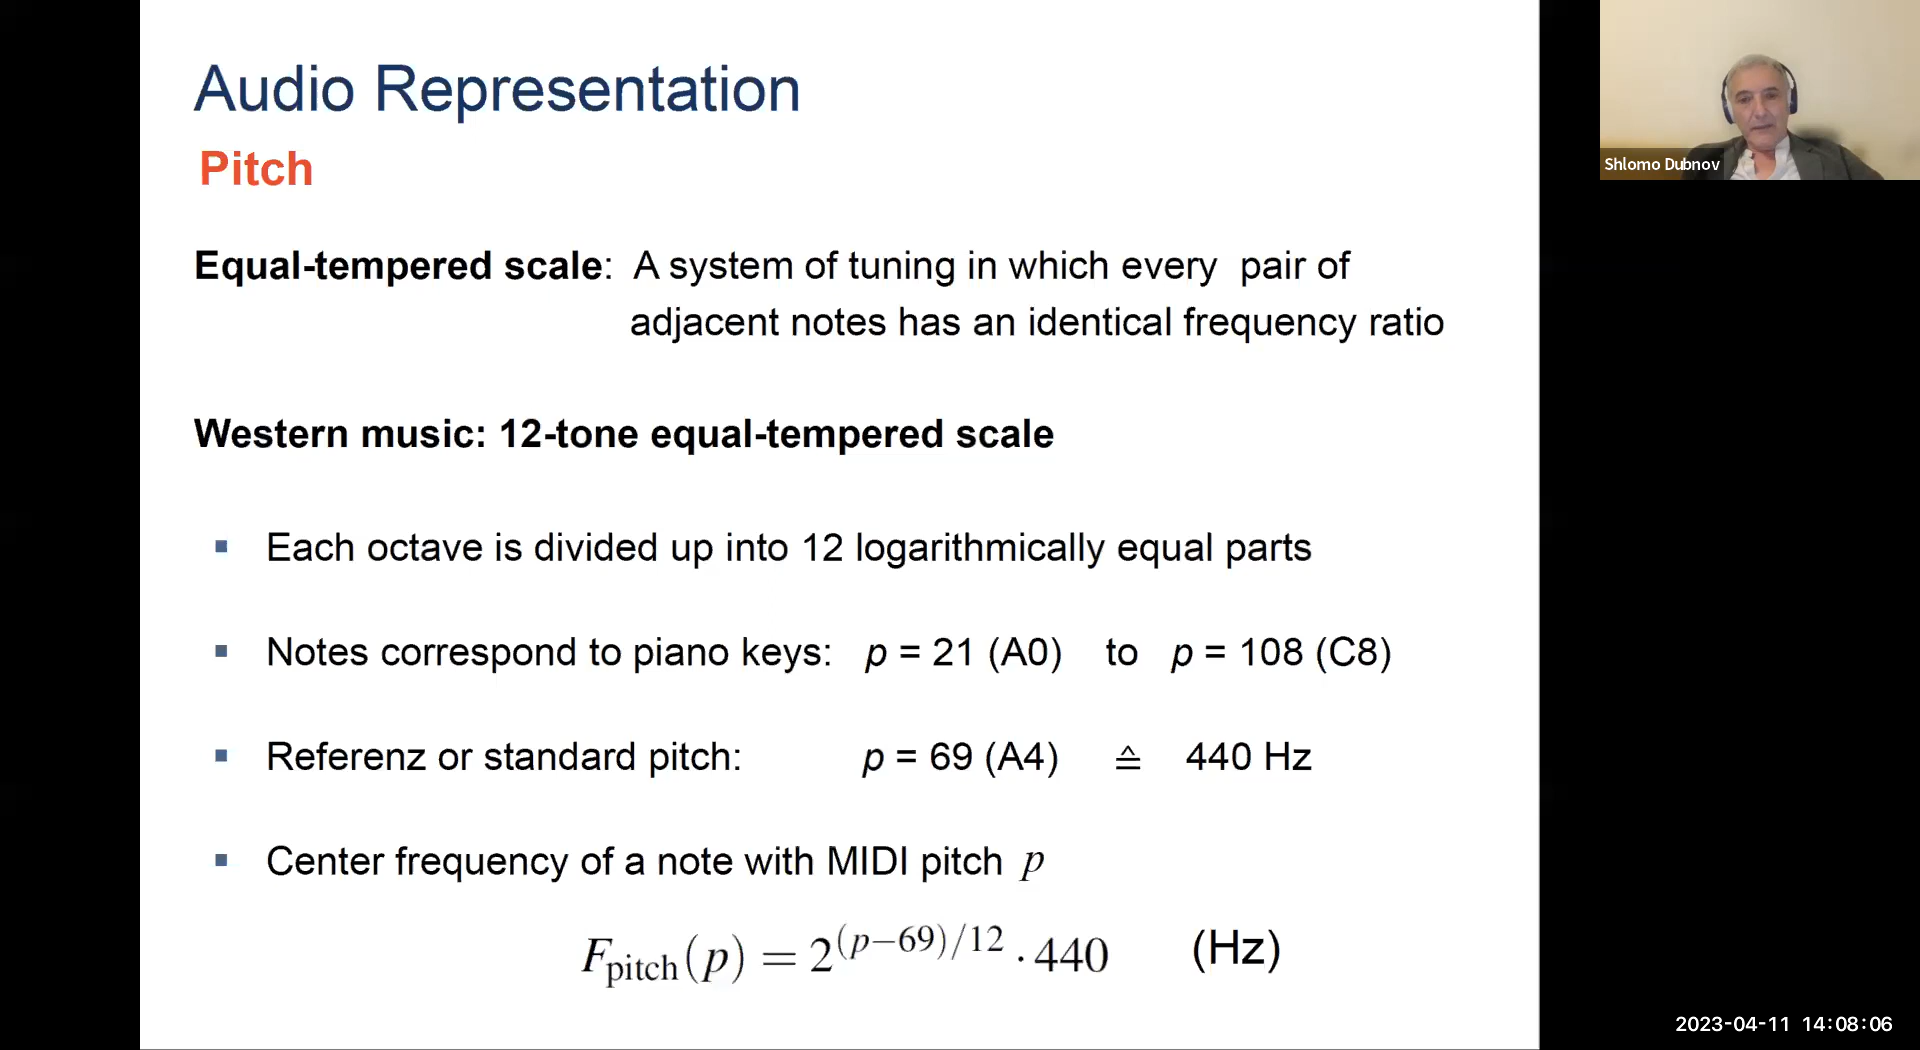 Audio Representation
Pitch
Equal-tempered scale: A system of tuning in which every pair of
adjacent notes has an identical frequency ratio
Western music: 12-tone equal-tempered scale
▪ Each octave is divided up into 12 logarithmically equal parts
▪ Notes correspond to piano keys: p = 21 (A0) to p = 108 (C8)
▪ Referenz or standard pitch: p = 69 (A4) ≙ 440 Hz
▪ Center frequency of a note with MIDI pitch p
F_pitch(p) = 2^(p−69)/12 · 440 (Hz)
Shlomo Dubnov
2023-04-11 14:08:06